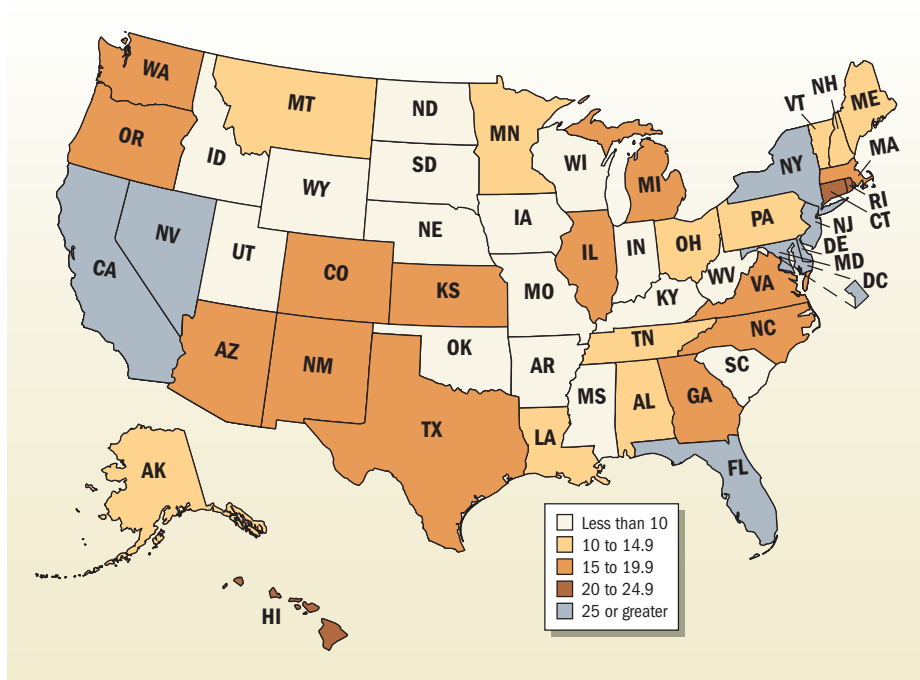 WA
MT
ND
MN
VT
NH
ME
OR
ID
SD
WI
MI
NY
MA
WY
RI
CT
NV
UT
NE
IA
PA
NJ
DE
MD
DC
CA
CO
KS
MO
IL
IN
OH
WV
VA
KY
AZ
NM
OK
AR
TN
NC
SC
TX
MS
AL
GA
LA
FL
AK
HI
Less than 10
10 to 14.9
15 to 19.9
20 to 24.9
25 or greater